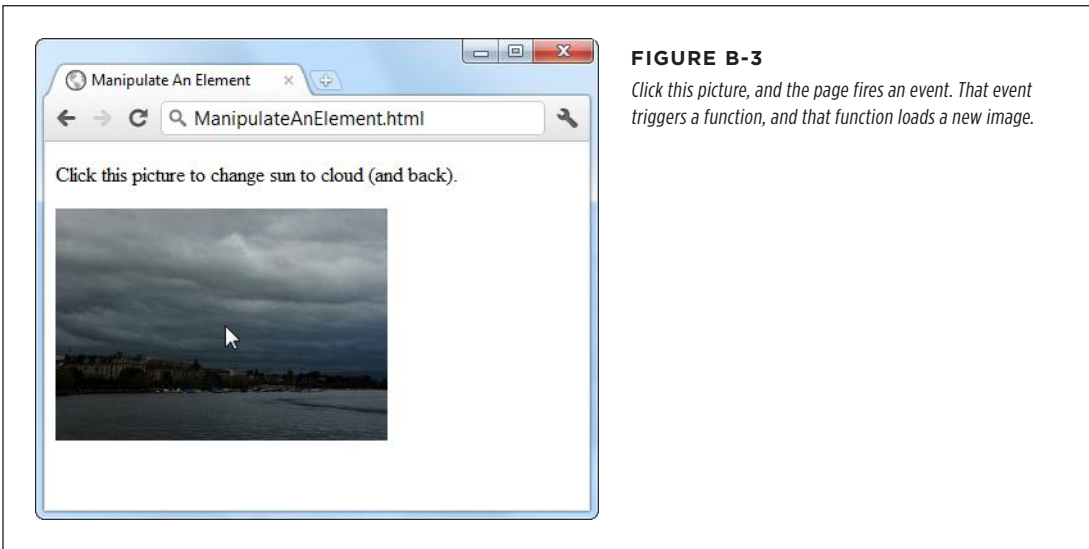 Manipulate An Element
ManipulateAnElement.html
Click this picture to change sun to cloud (and back).
FIGURE B-3
Click this picture, and the page fires an event. That event
triggers a function, and that function loads a new image.